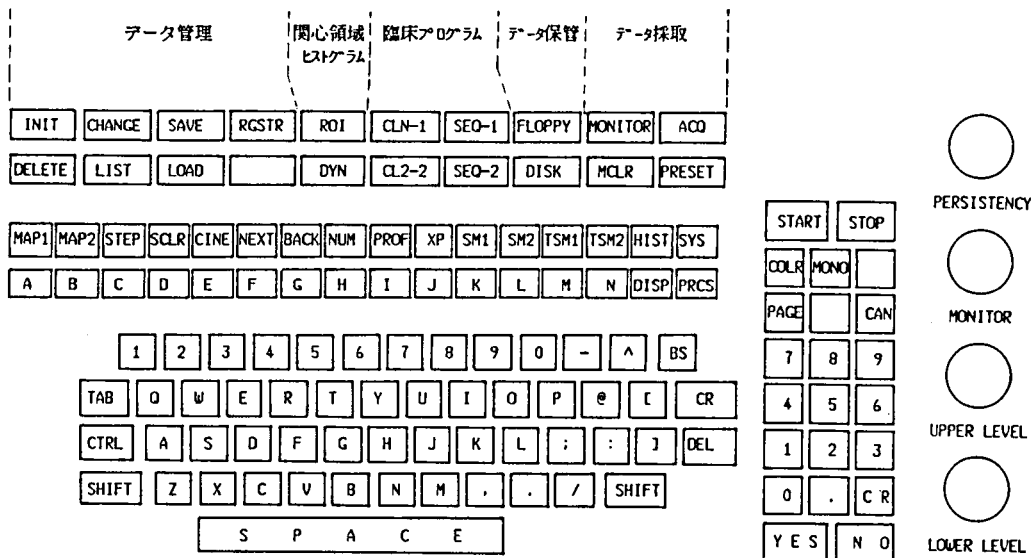 データ管理 関心領域 臨床プログラム データ保管 データ採取
ヒストグラム
INIT CHANGE SAVE RGSTR ROI CLN-1 SEQ-1 FLOPPY MONITOR ACQ
DELETE LIST LOAD DYN CL2-2 SEQ-2 DISK MCLR PRESET
MAP1 MAP2 STEP SCLR CINE NEXT BACK NUM PROF XP SM1 SM2 TSM1 TSM2 HIST SYS
A B C D E F G H I J K L M N DISP PRCS
1 2 3 4 5 6 7 8 9 0 - ^ BS
TAB Q W E R T Y U I O P @ [ CR
CTRL A S D F G H J K L ; : ] DEL
SHIFT Z X C V B N M , . / SHIFT
S P A C E
START STOP
COLR MONO
PAGE CAN
7 8 9
4 5 6
1 2 3
0 . CR
YES NO
PERSISTENCY
MONITOR
UPPER LEVEL
LOWER LEVEL